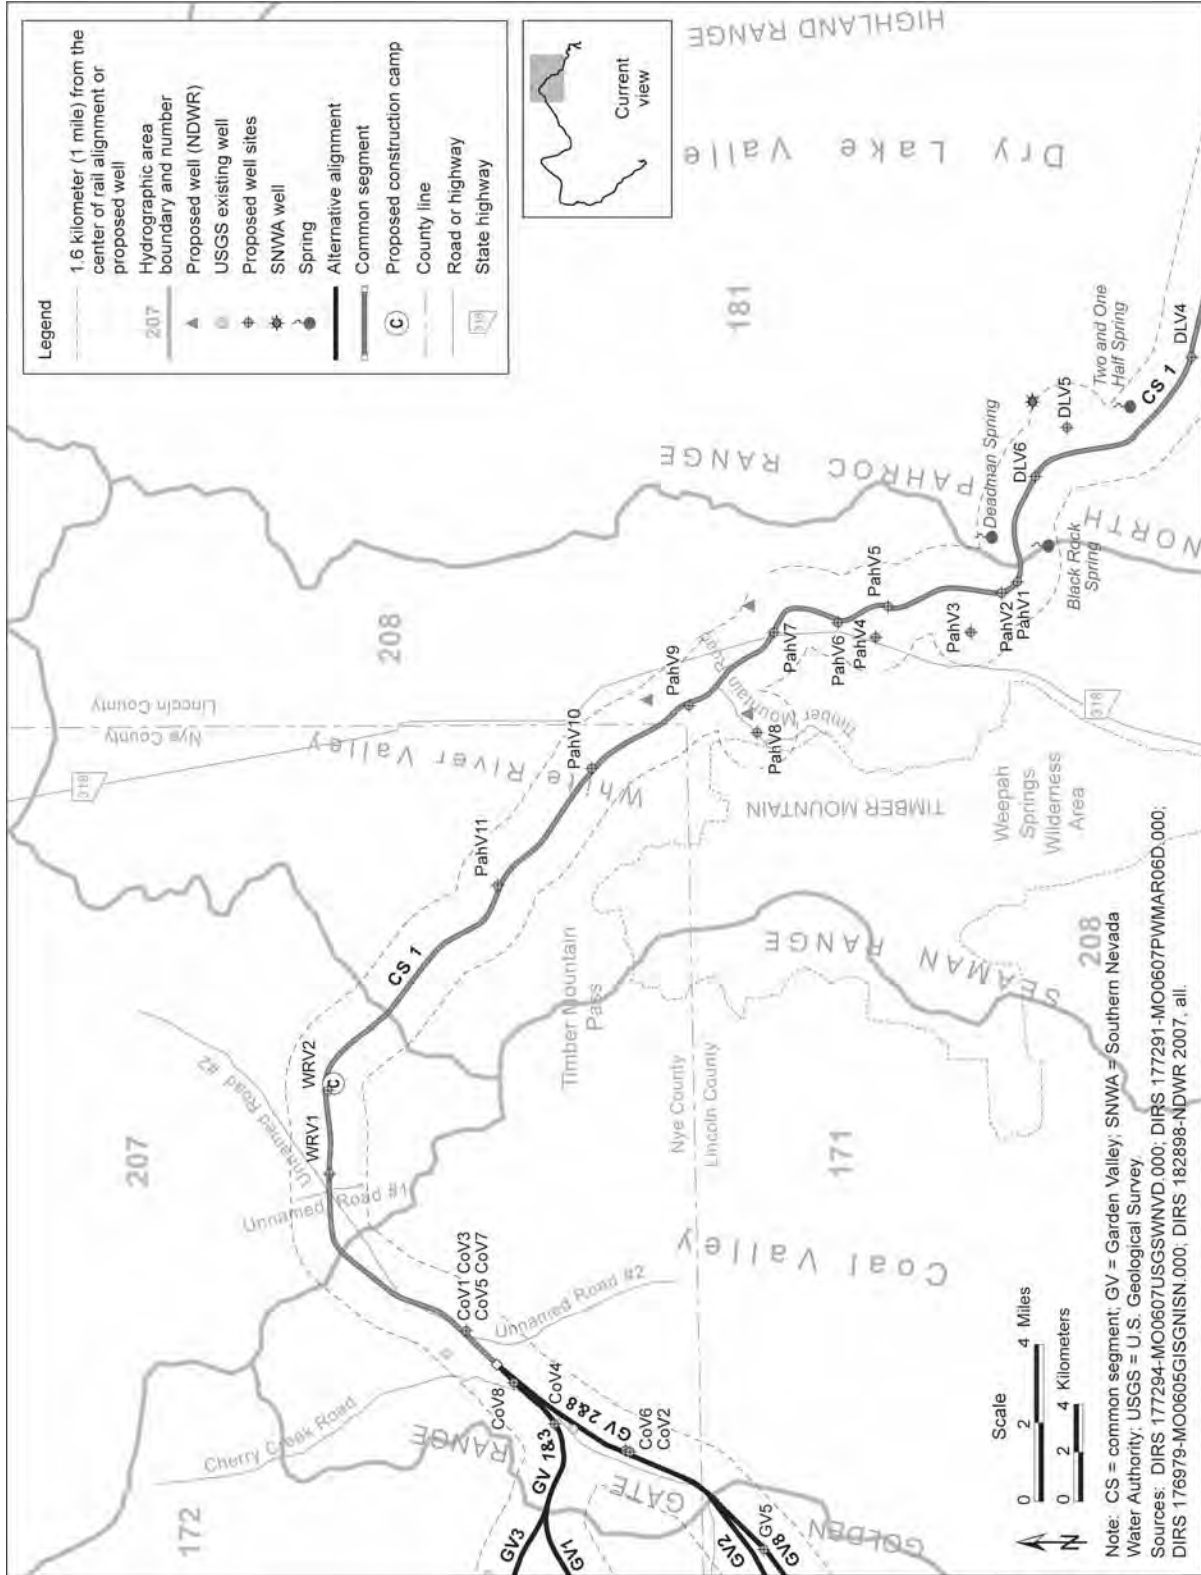 Legend
1.6 kilometer (1 mile) from the
center of rail alignment or
proposed well
207
Hydrographic area
boundary and number
Proposed well (NDWR)
USGS existing well
Proposed well sites
SNWA well
Spring
Alternative alignment
Common segment
C
Proposed construction camp
County line
Road or highway
318
State highway
Current
view
HIGHLAND RANGE
Dry Lake Valle
181
208
207
172
171
208
Nye County
Lincoln County
318
White River Valley
NORTH
PAHROC RANGE
Deadman Spring
Black Rock
Spring
Two and One
Half Spring
CS 1
DLV4
DLV5
DLV6
PahV1
PahV2
PahV3
PahV4
PahV5
PahV6
PahV7
PahV8
PahV9
PahV10
PahV11
Timber Mountain Road
Timber Mountain
318
TIMBER MOUNTAIN
Weepah
Springs
Wilderness
Area
SEAMAN RANGE
Timber Mountain
Pass
Nye County
Lincoln County
CS 1
WRV2
C
WRV1
Unnamed Road #2
Unnamed Road #1
CoV1 CoV3
CoV5 CoV7
Unnamed Road #2
Coal Valley
Cherry Creek Road
CoV8
CoV4
GV 2&8
GV 1&3
CoV6
CoV2
GOLDEN
GATE
RANGE
GV3
GV1
GV2
GV5
GV8
Scale
0 2 4 Miles
0 2 4 Kilometers
N
Note: CS = common segment; GV = Garden Valley; SNWA = Southern Nevada
Water Authority; USGS = U.S. Geological Survey.
Sources: DIRS 177294-MO0607USGSWNVD.000; DIRS 177291-MO0607PWMAR06D.000;
DIRS 176979-MO0605GISGNISN.000; DIRS 182898-NDWR 2007, all.